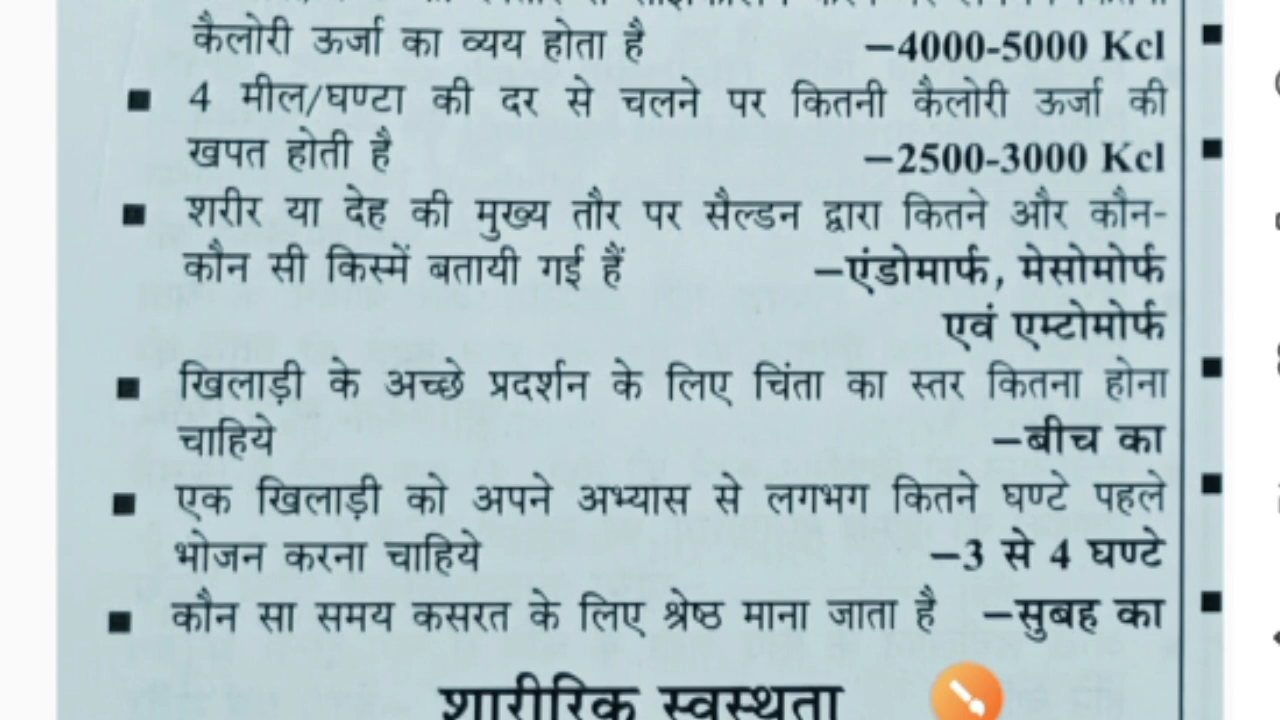 कैलोरी ऊर्जा का व्यय होता है –4000-5000 Kcl
■ 4 मील/घण्टा की दर से चलने पर कितनी कैलोरी ऊर्जा की
खपत होती है –2500-3000 Kcl
■ शरीर या देह की मुख्य तौर पर सैल्डन द्वारा कितने और कौन-
कौन सी किस्में बतायी गई हैं –एंडोमार्फ, मेसोमोर्फ
एवं एम्टोमोर्फ
■ खिलाड़ी के अच्छे प्रदर्शन के लिए चिंता का स्तर कितना होना
चाहिये –बीच का
■ एक खिलाड़ी को अपने अभ्यास से लगभग कितने घण्टे पहले
भोजन करना चाहिये –3 से 4 घण्टे
■ कौन सा समय कसरत के लिए श्रेष्ठ माना जाता है –सुबह का
शारीरिक स्वस्थता